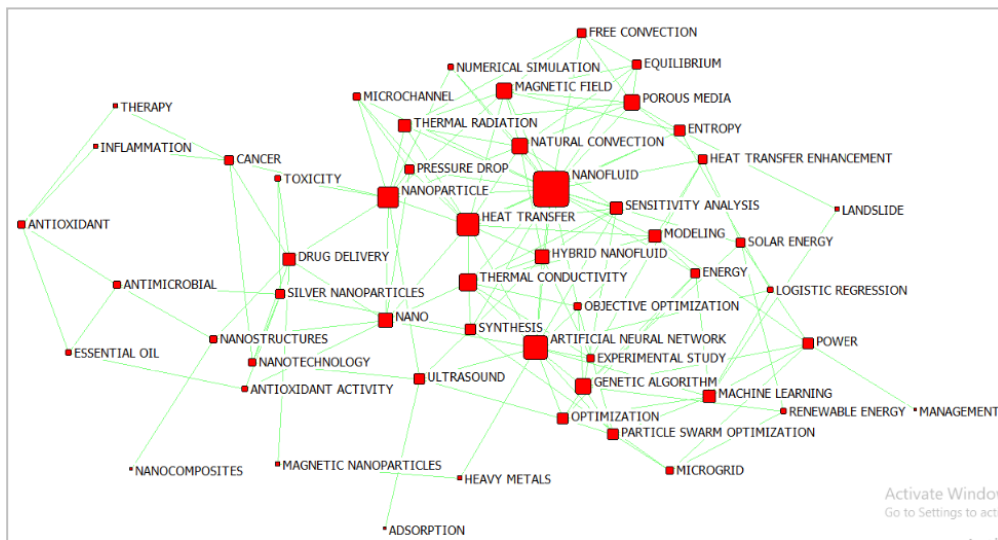 FREE CONVECTION
NUMERICAL SIMULATION
EQUILIBRIUM
MAGNETIC FIELD
MICROCHANNEL
POROUS MEDIA
THERAPY
THERMAL RADIATION
ENTROPY
INFLAMMATION
NATURAL CONVECTION
CANCER
HEAT TRANSFER ENHANCEMENT
PRESSURE DROP
TOXICITY
NANOFLUID
NANOPARTICLE
SENSITIVITY ANALYSIS
LANDSLIDE
ANTIOXIDANT
HEAT TRANSFER
MODELING
SOLAR ENERGY
DRUG DELIVERY
HYBRID NANOFLUID
ENERGY
ANTIMICROBIAL
THERMAL CONDUCTIVITY
SILVER NANOPARTICLES
LOGISTIC REGRESSION
OBJECTIVE OPTIMIZATION
NANO
SYNTHESIS
NANOSTRUCTURES
ARTIFICIAL NEURAL NETWORK
POWER
ESSENTIAL OIL
EXPERIMENTAL STUDY
NANOTECHNOLOGY
ULTRASOUND
GENETIC ALGORITHM
ANTIOXIDANT ACTIVITY
MACHINE LEARNING
RENEWABLE ENERGY
MANAGEMENT
OPTIMIZATION
PARTICLE SWARM OPTIMIZATION
NANOCOMPOSITES
MAGNETIC NANOPARTICLES
MICROGRID
HEAVY METALS
ADSORPTION
Activate Window
Go to Settings to acti